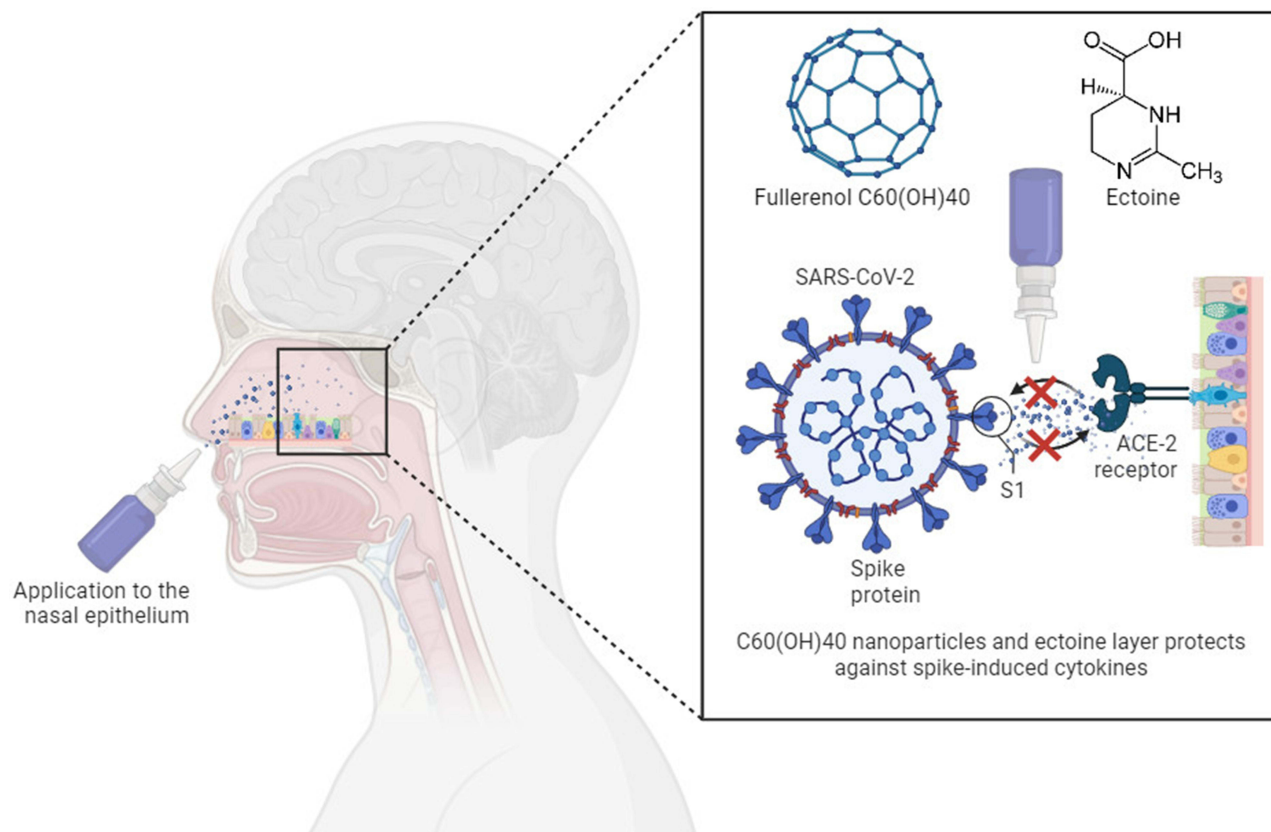 Application to the
nasal epithelium
Fullerenol C60(OH)40
O
OH
H
NH
N
CH3
Ectoine
SARS-CoV-2
S1
ACE-2
receptor
Spike
protein
C60(OH)40 nanoparticles and ectoine layer protects
against spike-induced cytokines